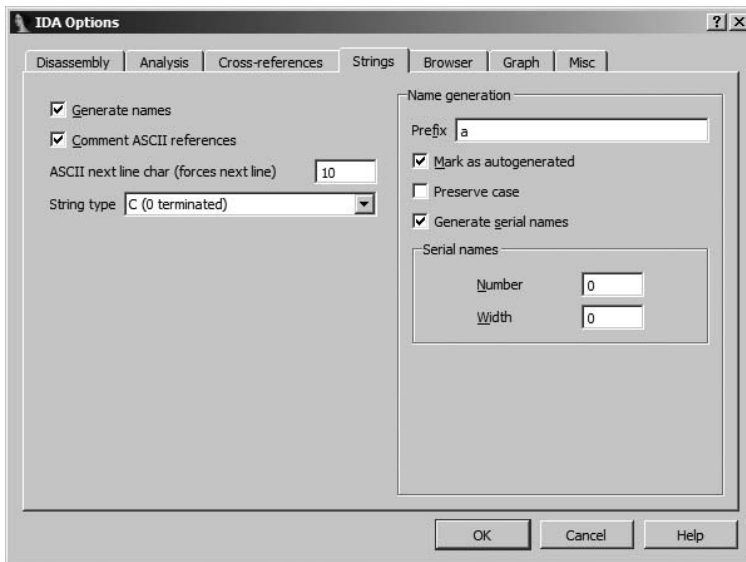 IDA Options
Disassembly Analysis Cross-references Strings Browser Graph Misc
Generate names
Comment ASCII references
ASCII next line char (forces next line) 10
String type C (0 terminated)
Name generation
Prefix a
Mark as autogenerated
Preserve case
Generate serial names
Serial names
Number 0
Width 0
OK Cancel Help